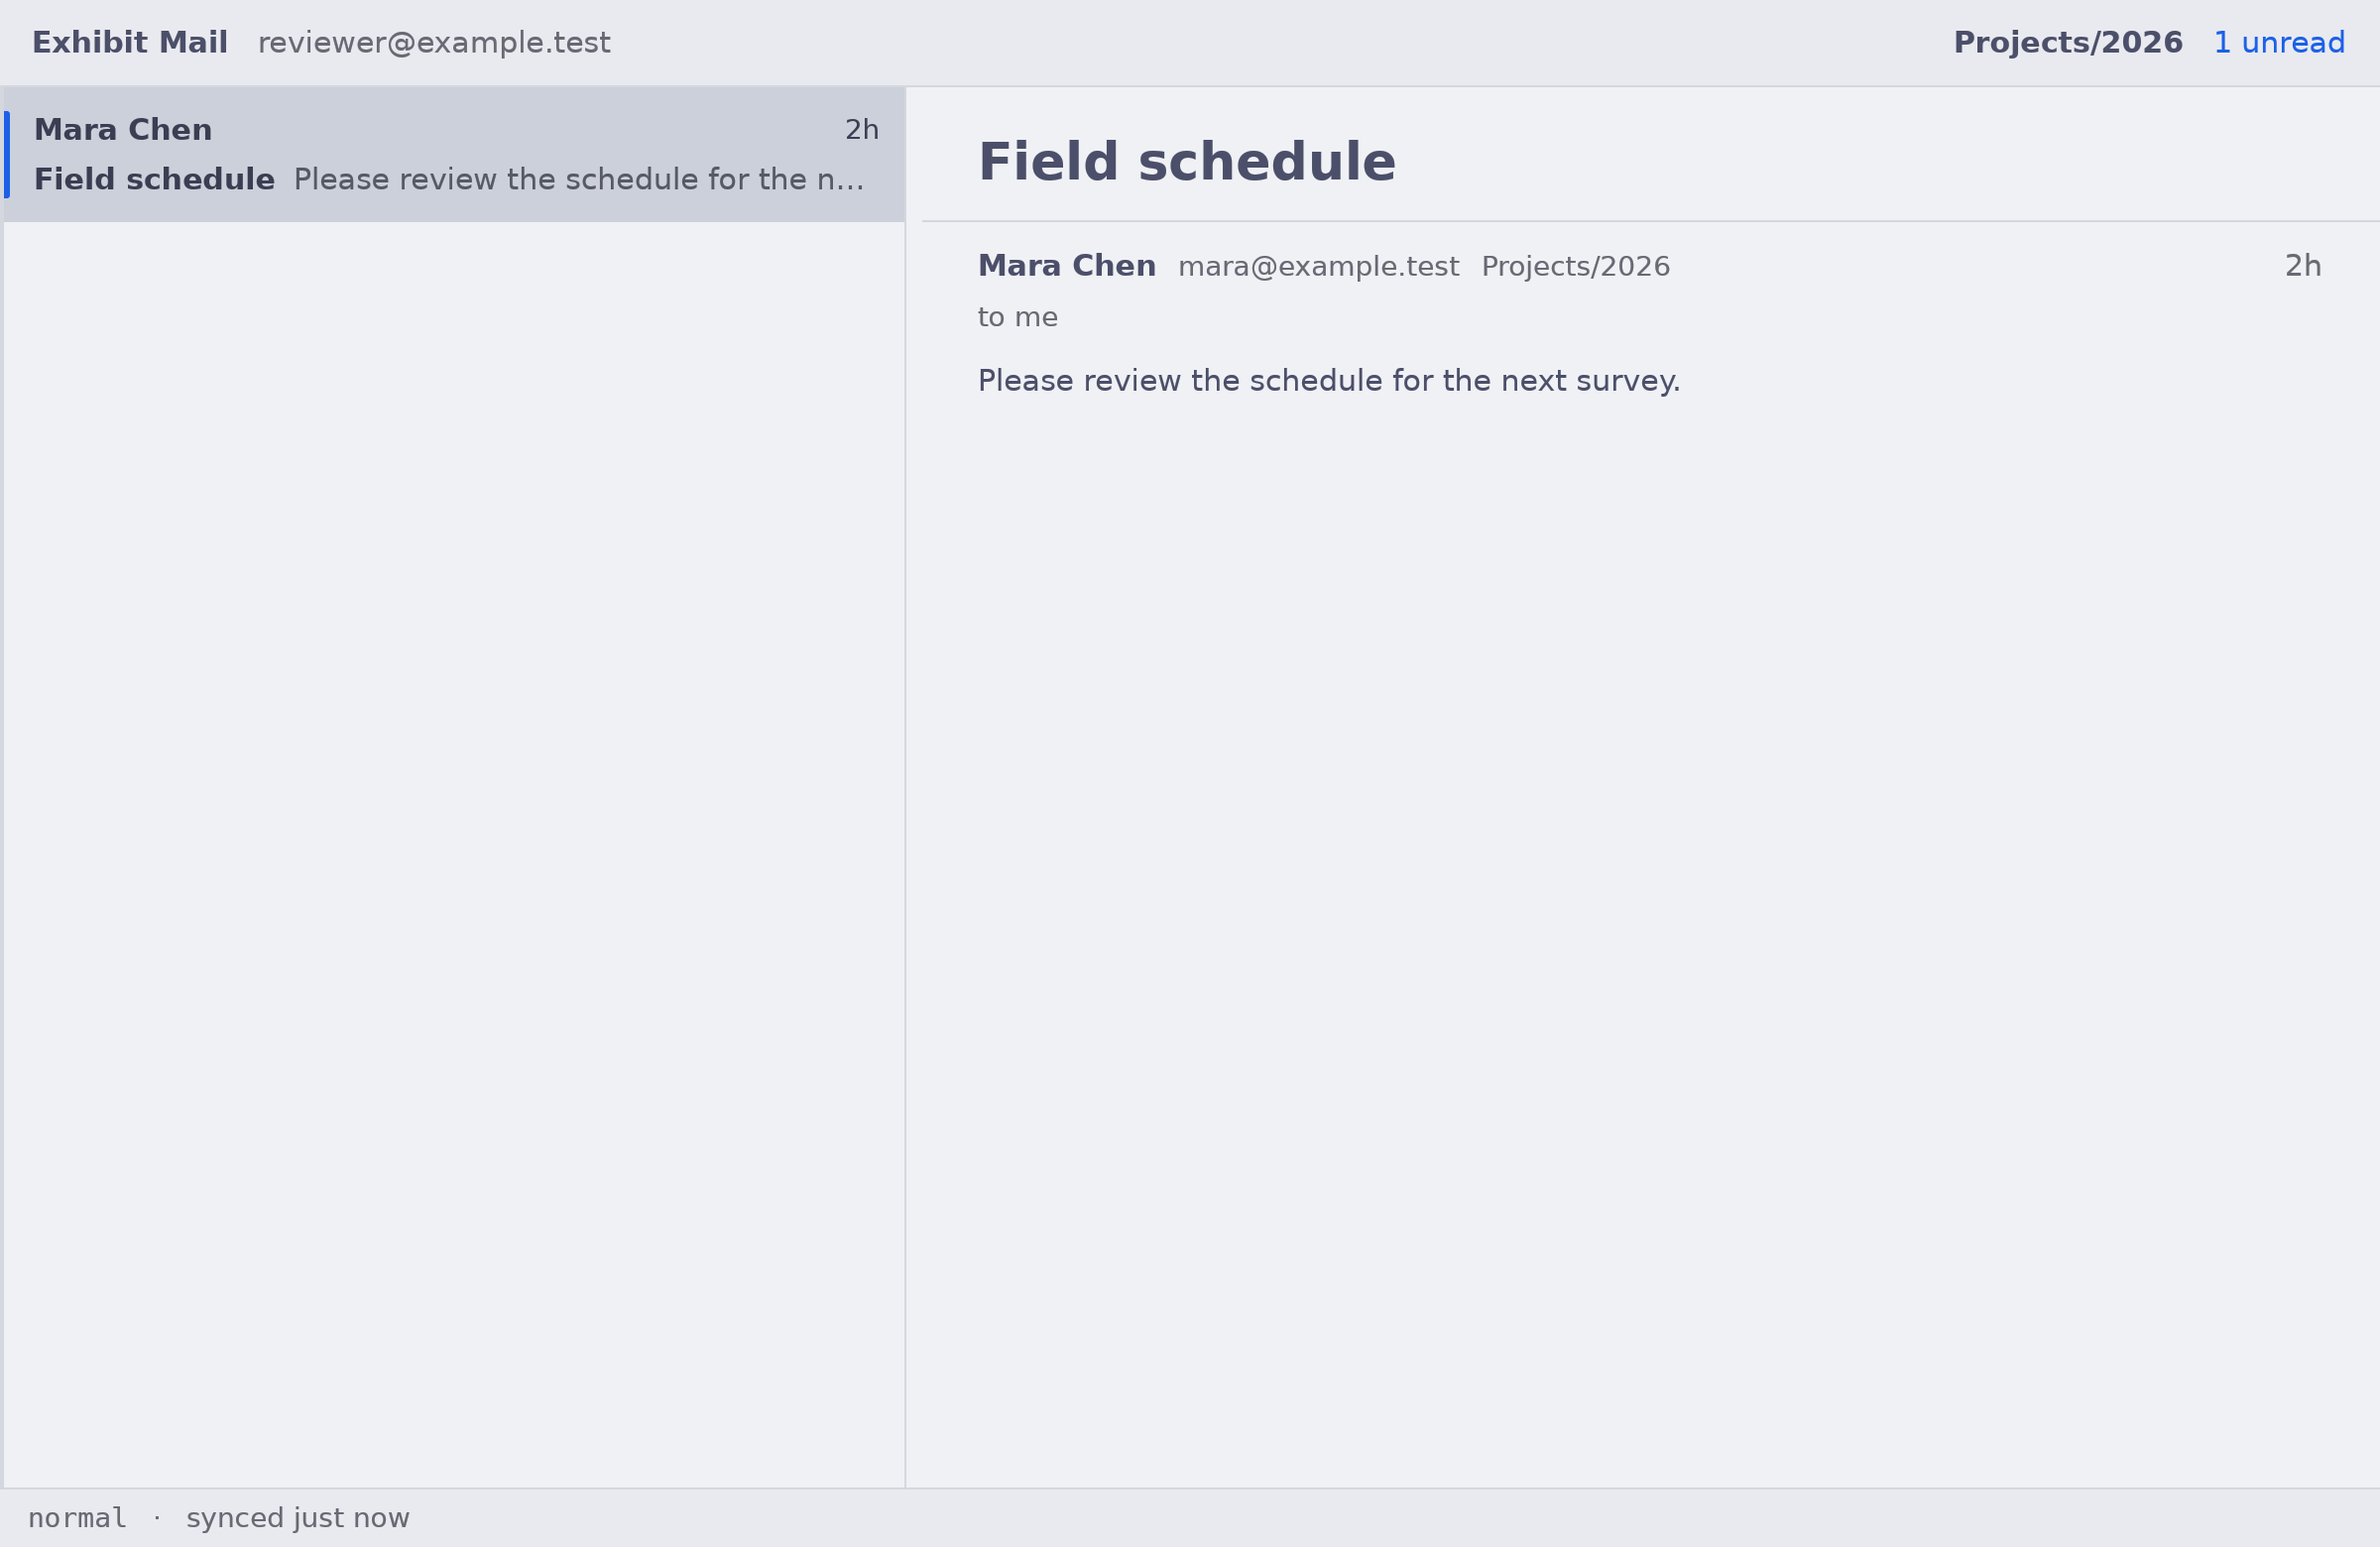 Exhibit Mail reviewer@example.test Projects/2026 1 unread
Mara Chen 2h
Field schedule Please review the schedule for the n…
Field schedule
Mara Chen mara@example.test Projects/2026 2h
to me
Please review the schedule for the next survey.
normal · synced just now